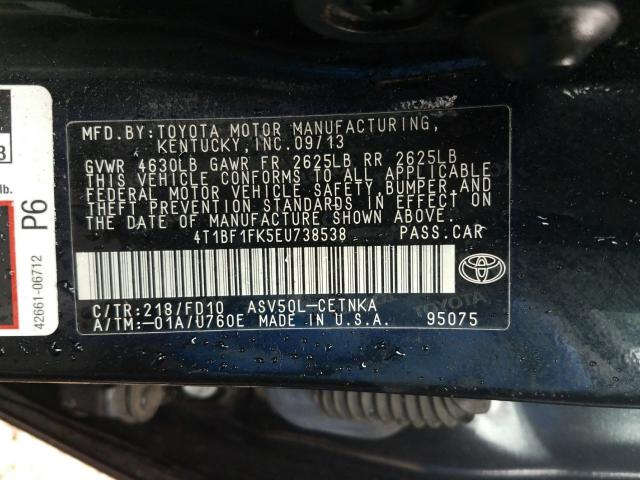 MFD.BY:TOYOTA MOTOR MANUFACTURING,
KENTUCKY, INC.09/13
GVWR 4630LB GAWR FR 2625LB RR 2625LB
THIS VEHICLE CONFORMS TO ALL APPLICABLE
FEDERAL MOTOR VEHICLE SAFETY, BUMPER, AND
THEFT PREVENTION STANDARDS IN EFFECT ON
THE DATE OF MANUFACTURE SHOWN ABOVE.
4T1BF1FK5EU738538 PASS.CAR
C/TR:218/FD10 ASV50L-CETNKA
A/TM:-01A/U760E MADE IN U.S.A. 95075
TOYOTA
3
lb.
P6
42661-06712